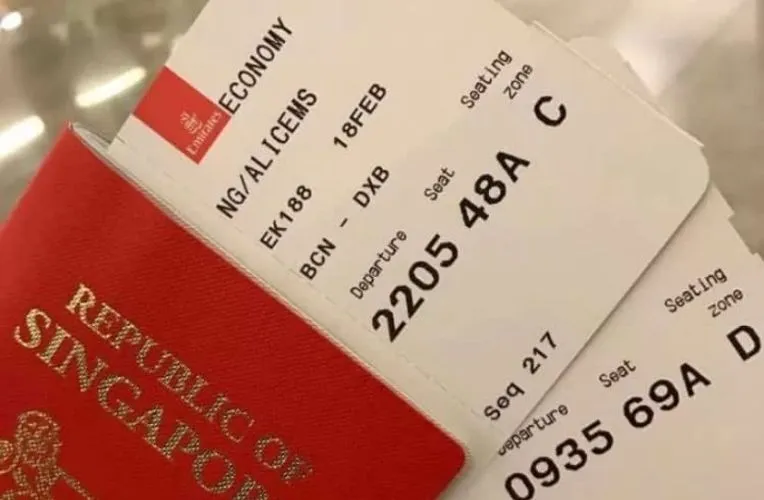 Emirates
ECONOMY
NG/ALICEMS
EK188 18FEB
BCN - DXB
Departure Seat Seating zone
2205 48A C
Seq 217
Departure Seat Seating zone
0935 69A D
REPUBLIC OF
SINGAPOR